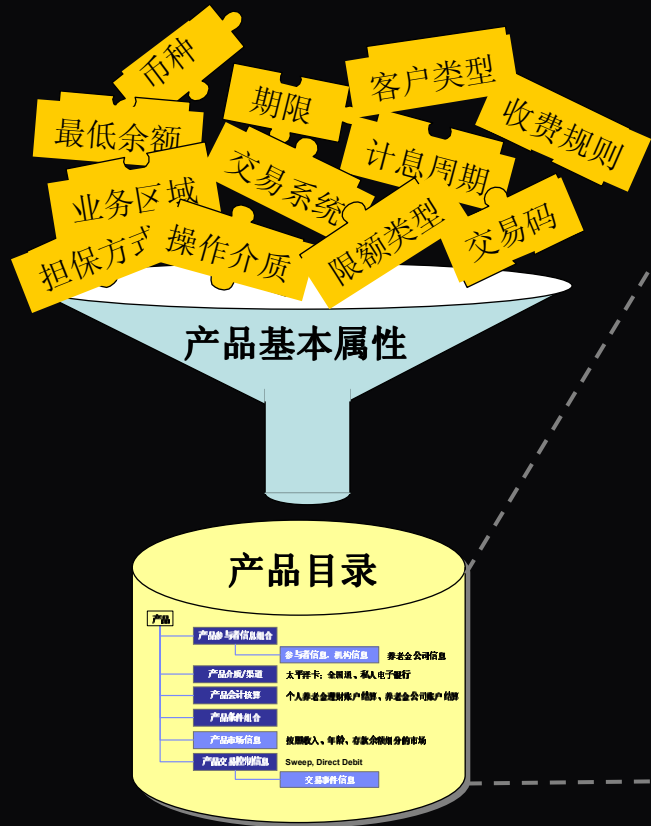 币种
期限
客户类型
收费规则
最低余额
交易系统
计息周期
业务区域
担保方式
操作介质
限额类型
交易码
产品基本属性
产品目录
产品
产品参与者信息组合
参与者信息、机构信息 养老金公司信息
产品介质/渠道 太平洋卡：全国通、私人电子银行
产品会计核算 个人养老金理财账户结算、养老金公司账户结算
产品条件组合
产品市场信息 按照收入、年龄、存款余额细分的市场
产品交易控制信息 Sweep, Direct Debit
交易事件信息